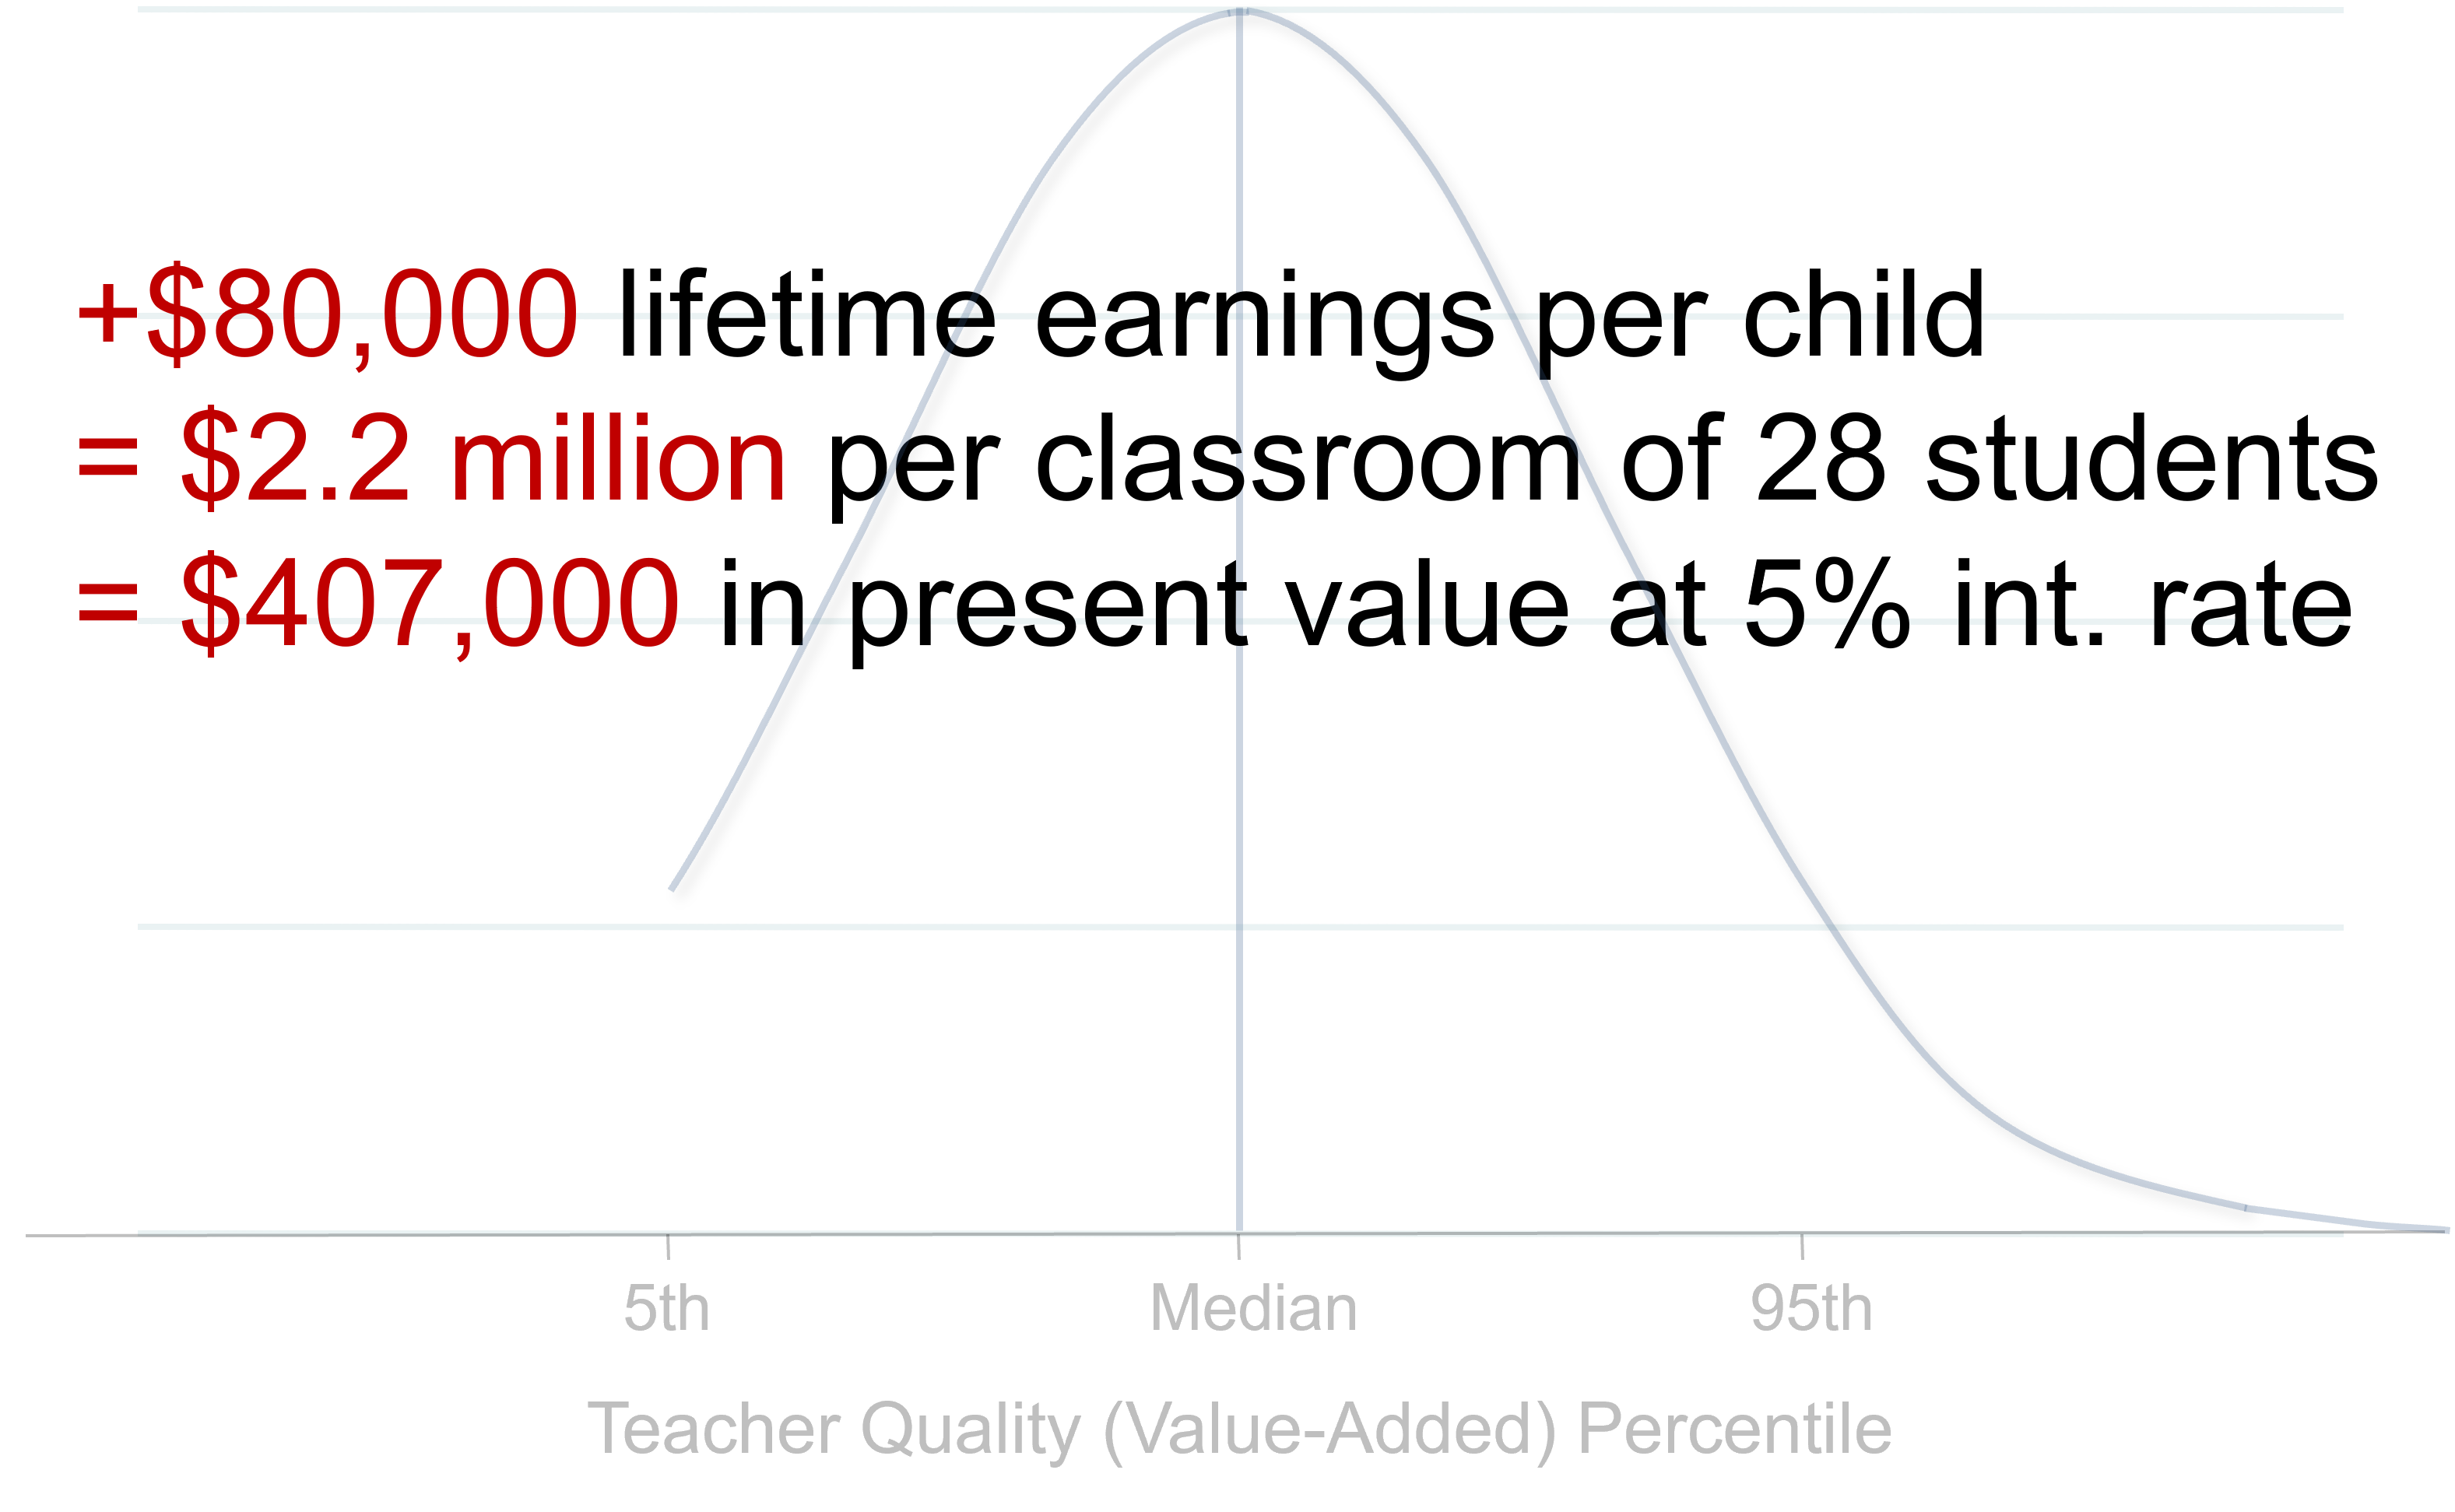 +$80,000 lifetime earnings per child
= $2.2 million per classroom of 28 students
= $407,000 in present value at 5% int. rate
5th Median 95th
Teacher Quality (Value-Added) Percentile